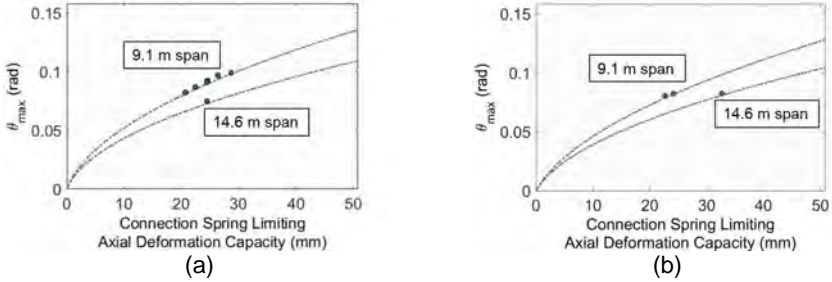 0.15
0.1
0.05
0
θmax (rad)
9.1 m span
14.6 m span
0 10 20 30 40 50
Connection Spring Limiting
Axial Deformation Capacity (mm)
(a)
0.15
0.1
0.05
0
θmax (rad)
9.1 m span
14.6 m span
0 10 20 30 40 50
Connection Spring Limiting
Axial Deformation Capacity (mm)
(b)